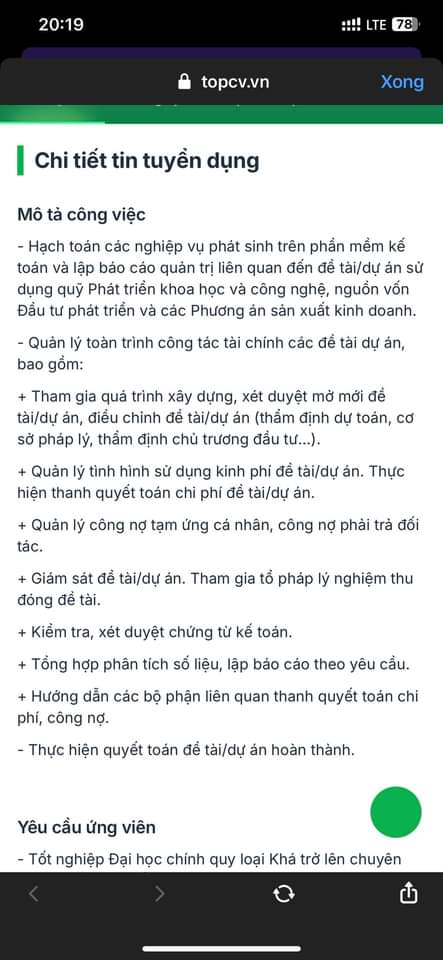 20:19
LTE 78
topcv.vn
Xong
Chi tiết tin tuyển dụng
Mô tả công việc
- Hạch toán các nghiệp vụ phát sinh trên phần mềm kế
toán và lập báo cáo quản trị liên quan đến đề tài/dự án sử
dụng quỹ Phát triển khoa học và công nghệ, nguồn vốn
Đầu tư phát triển và các Phương án sản xuất kinh doanh.
- Quản lý toàn trình công tác tài chính các đề tài dự án,
bao gồm:
+ Tham gia quá trình xây dựng, xét duyệt mở mới đề
tài/dự án, điều chỉnh đề tài/dự án (thẩm định dự toán, cơ
sở pháp lý, thẩm định chủ trương đầu tư...).
+ Quản lý tình hình sử dụng kinh phí đề tài/dự án. Thực
hiện thanh quyết toán chi phí đề tài/dự án.
+ Quản lý công nợ tạm ứng cá nhân, công nợ phải trả đối
tác.
+ Giám sát đề tài/dự án. Tham gia tổ pháp lý nghiệm thu
đóng đề tài.
+ Kiểm tra, xét duyệt chứng từ kế toán.
+ Tổng hợp phân tích số liệu, lập báo cáo theo yêu cầu.
+ Hướng dẫn các bộ phận liên quan thanh quyết toán chi
phí, công nợ.
- Thực hiện quyết toán đề tài/dự án hoàn thành.
Yêu cầu ứng viên
- Tốt nghiệp Đại học chính quy loại Khá trở lên chuyên